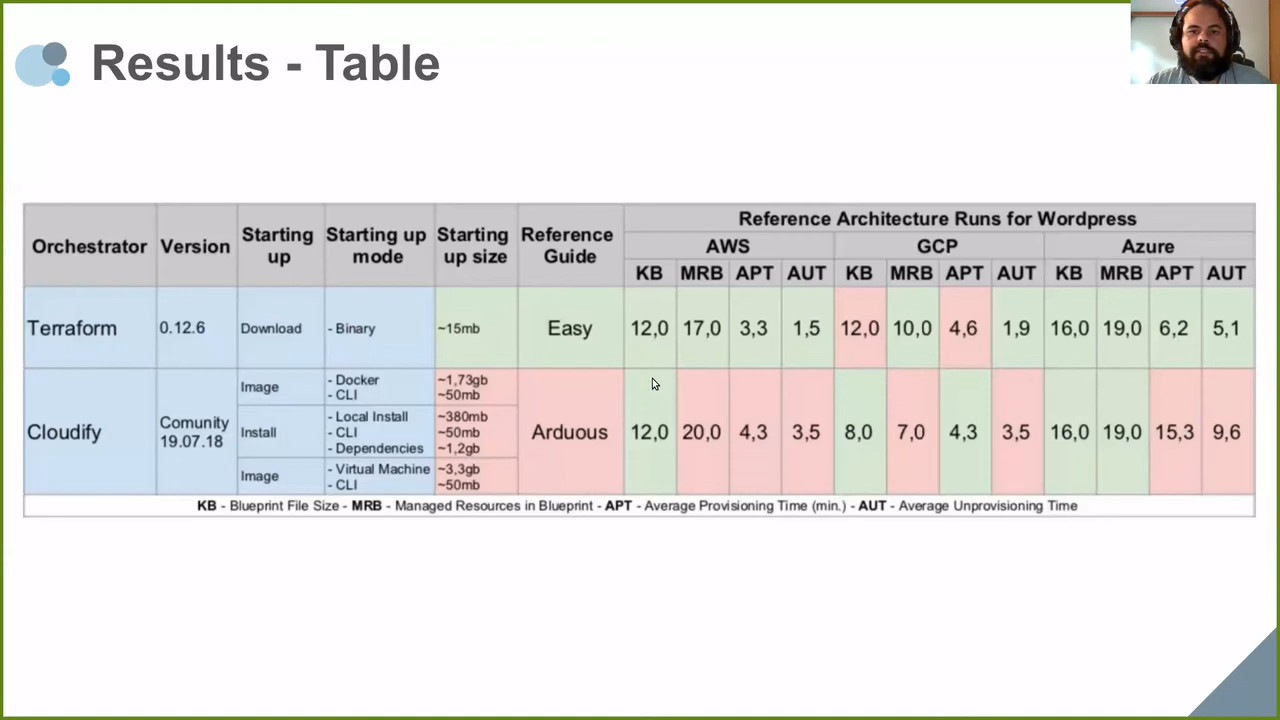 Results - Table
Orchestrator Version Starting up Starting up mode Starting up size Reference Guide Reference Architecture Runs for Wordpress
AWS GCP Azure
KB MRB APT AUT KB MRB APT AUT KB MRB APT AUT
Terraform 0.12.6 Download - Binary ~15mb Easy 12,0 17,0 3,3 1,5 12,0 10,0 4,6 1,9 16,0 19,0 6,2 5,1
Cloudify Comunity 19.07.18
Image - Docker ~1,73gb
- CLI ~50mb
Install - Local Install ~380mb
- CLI ~50mb
- Dependencies ~1,2gb
Image - Virtual Machine ~3,3gb
- CLI ~50mb
Arduous 12,0 20,0 4,3 3,5 8,0 7,0 4,3 3,5 16,0 19,0 15,3 9,6
KB - Blueprint File Size - MRB - Managed Resources in Blueprint - APT - Average Provisioning Time (min.) - AUT - Average Unprovisioning Time